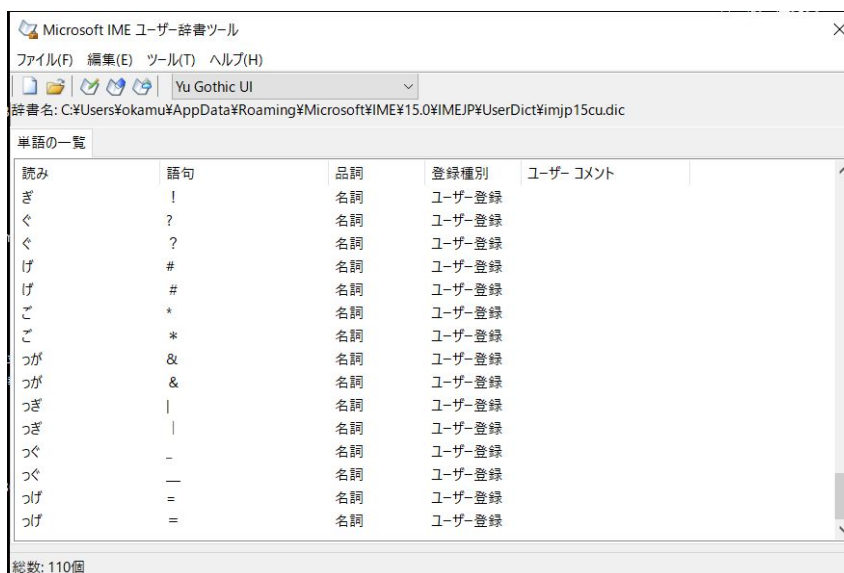 Microsoft IME ユーザー辞書ツール
ファイル(F) 編集(E) ツール(T) ヘルプ(H)
Yu Gothic UI
辞書名: C:¥Users¥okamu¥AppData¥Roaming¥Microsoft¥IME¥15.0¥IMEJP¥UserDict¥imjp15cu.dic
単語の一覧
読み 語句 品詞 登録種別 ユーザー コメント
ぎ ！ 名詞 ユーザー登録
ぐ ? 名詞 ユーザー登録
ぐ ？ 名詞 ユーザー登録
げ # 名詞 ユーザー登録
げ ＃ 名詞 ユーザー登録
ご * 名詞 ユーザー登録
ご ＊ 名詞 ユーザー登録
っが & 名詞 ユーザー登録
っが ＆ 名詞 ユーザー登録
っぎ | 名詞 ユーザー登録
っぎ ｜ 名詞 ユーザー登録
っぐ _ 名詞 ユーザー登録
っぐ ＿ 名詞 ユーザー登録
っげ = 名詞 ユーザー登録
っげ ＝ 名詞 ユーザー登録
総数: 110個